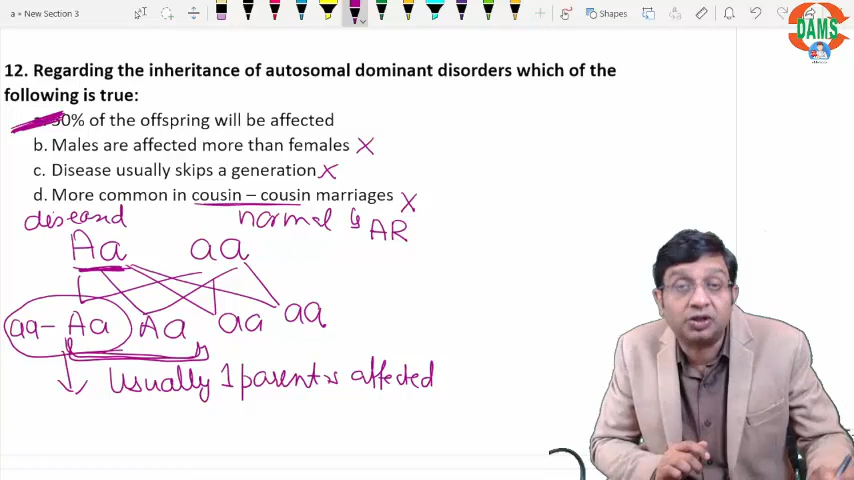 a « New Section 3
Shapes
DAMS
12. Regarding the inheritance of autosomal dominant disorders which of the
following is true:
a. 50% of the offspring will be affected
b. Males are affected more than females X
c. Disease usually skips a generation X
d. More common in cousin – cousin marriages X
diseased normal ↳ AR
Aa aa
aa – Aa Aa aa aa
↓ Usually 1 parent is affected